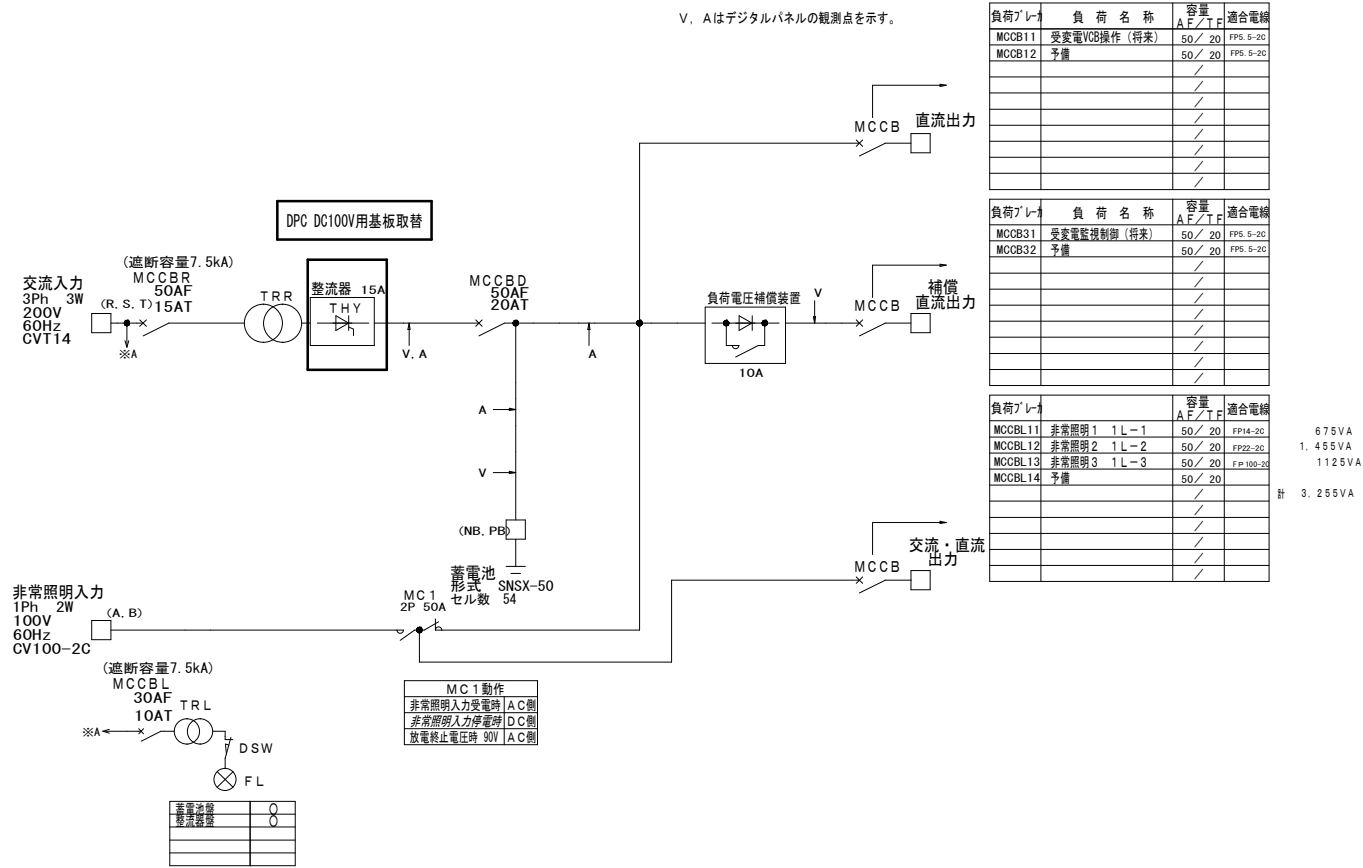 V, Aはデジタルパネルの観測点を示す。
負荷ブレーカ 負荷名称 容量 AF/TF 適合電線
MCCB11 受変電VCB操作(将来) 50/ 20 FP5.5-2C
MCCB12 予備 50/ 20 FP5.5-2C
/
/
/
/
/
/
/
/
MCCB
直流出力
DPC DC100V用基板取替
負荷ブレーカ 負荷名称 容量 AF/TF 適合電線
MCCB31 受変電監視制御(将来) 50/ 20 FP5.5-2C
MCCB32 予備 50/ 20 FP5.5-2C
/
/
/
/
/
/
/
/
交流入力
3Ph 3W
200V
60Hz
CVT14
(R, S, T)
※A
(遮断容量7.5kA)
MCCBR
50AF
15AT
TRR
整流器 15A
THY
V, A
MCCBD
50AF
20AT
A
負荷電圧補償装置
10A
V
MCCB
補償
直流出力
A
V
(NB, PB)
蓄電池
形式 SNSX-50
セル数 54
負荷ブレーカ 容量 AF/TF 適合電線
MCCBL11 非常照明1 1L-1 50/ 20 FP14-2C 675VA
MCCBL12 非常照明2 1L-2 50/ 20 FP22-2C 1,455VA
MCCBL13 非常照明3 1L-3 50/ 20 FP100-2C 1125VA
MCCBL14 予備 50/ 20
/ 計 3,255VA
/
/
/
/
/
MCCB
交流・直流
出力
非常照明入力
1Ph 2W
100V
60Hz
CV100-2C
(A, B)
MC1
2P 50A
MC1動作
非常照明入力受電時 AC側
非常照明入力停電時 DC側
放電終止電圧時 90V AC側
(遮断容量7.5kA)
MCCBL
30AF
10AT
TRL
※A
DSW
FL
蓄電池盤 ○
整流器盤 ○